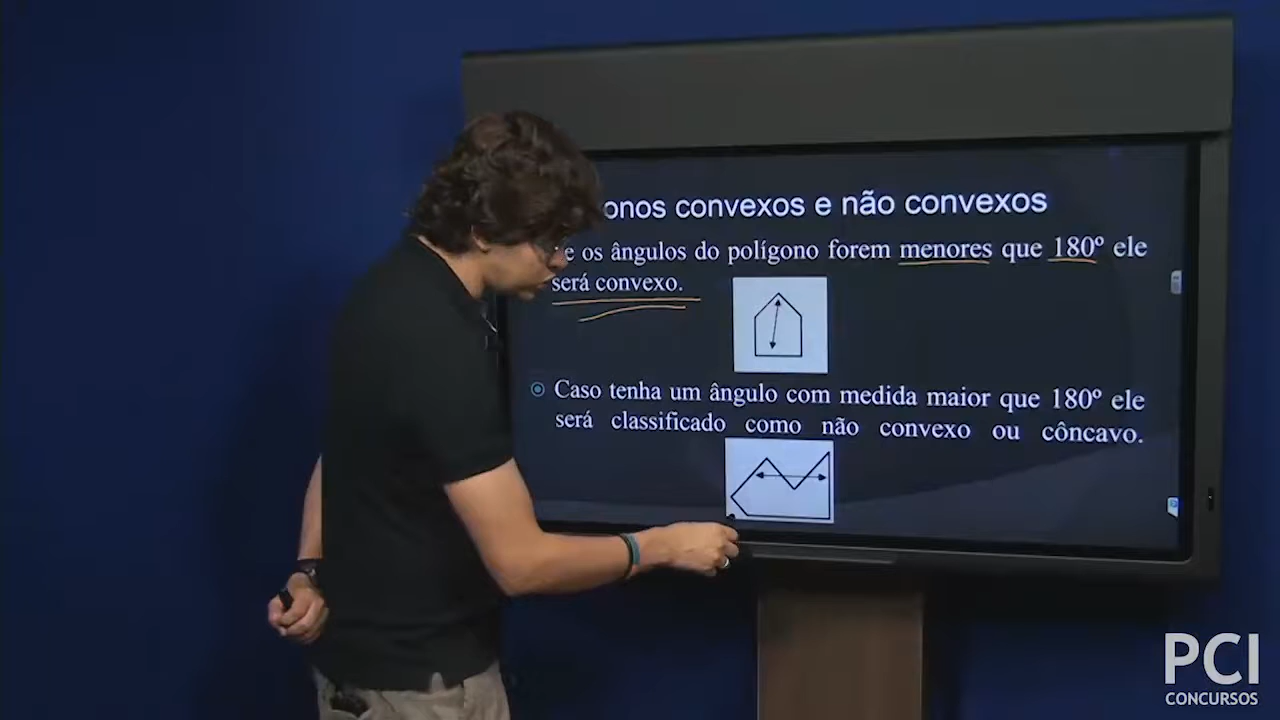 onos convexos e não convexos
e os ângulos do polígono forem menores que 180º ele
será convexo.
Caso tenha um ângulo com medida maior que 180º ele
será classificado como não convexo ou côncavo.
PCI
CONCURSOS